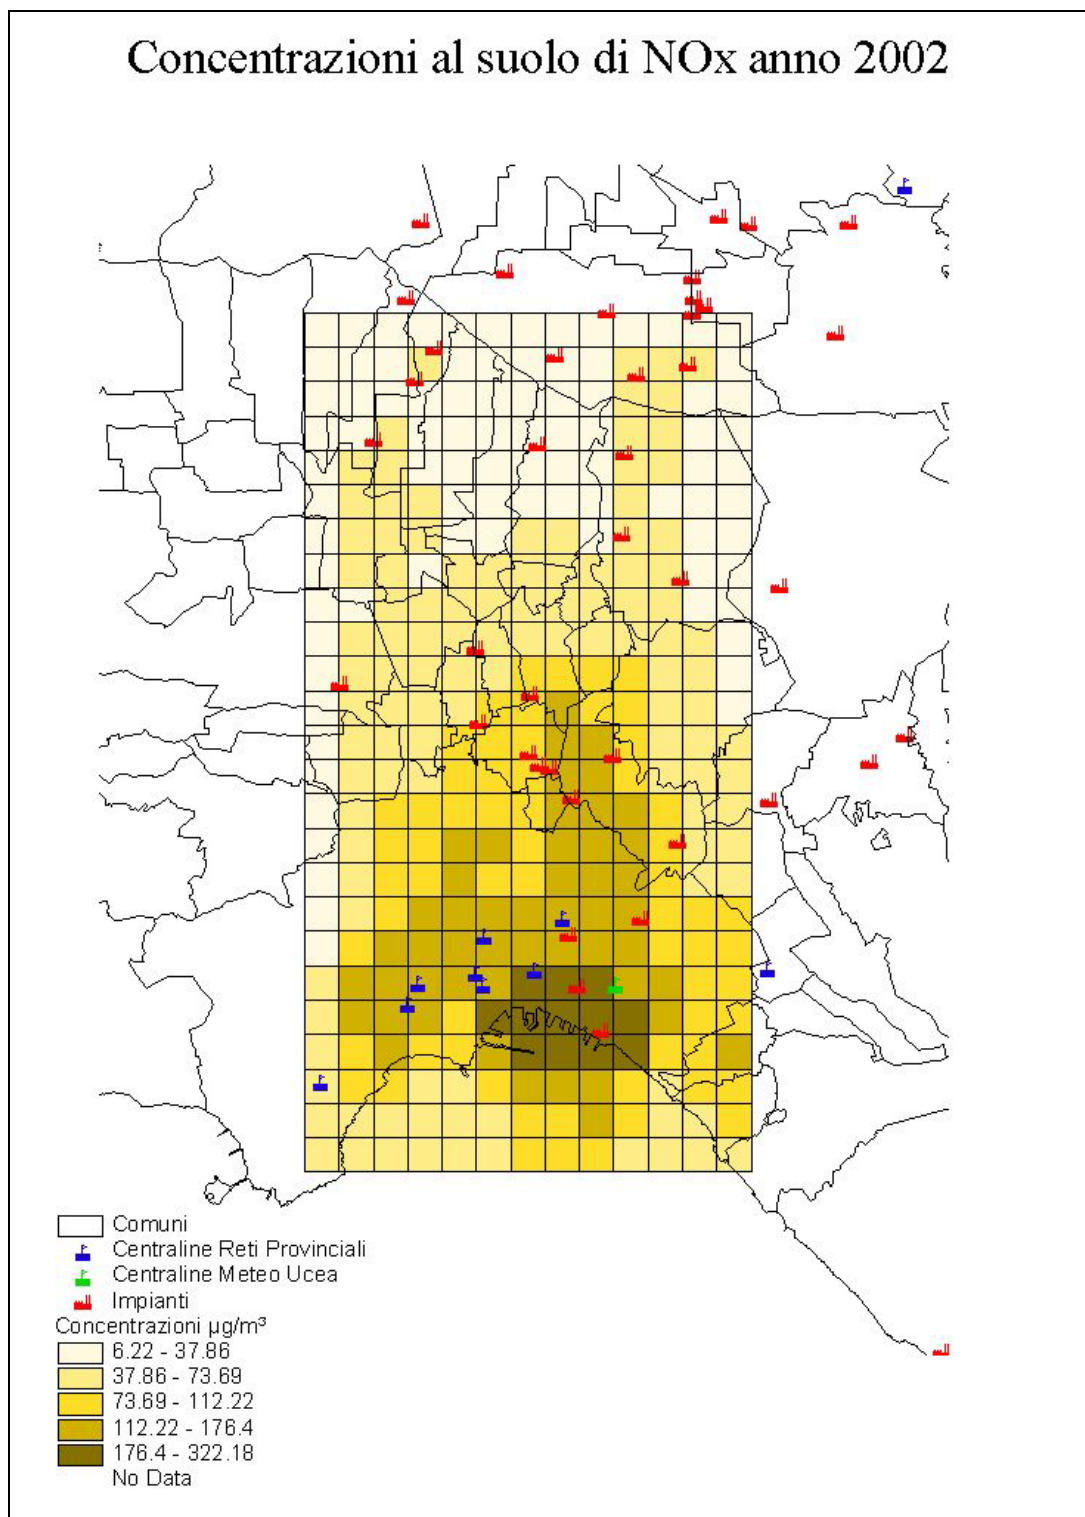 Concentrazioni al suolo di NOx anno 2002
Comuni
Centraline Reti Provinciali
Centraline Meteo Ucea
Impianti
Concentrazioni µg/m³
6.22 - 37.86
37.86 - 73.69
73.69 - 112.22
112.22 - 176.4
176.4 - 322.18
No Data